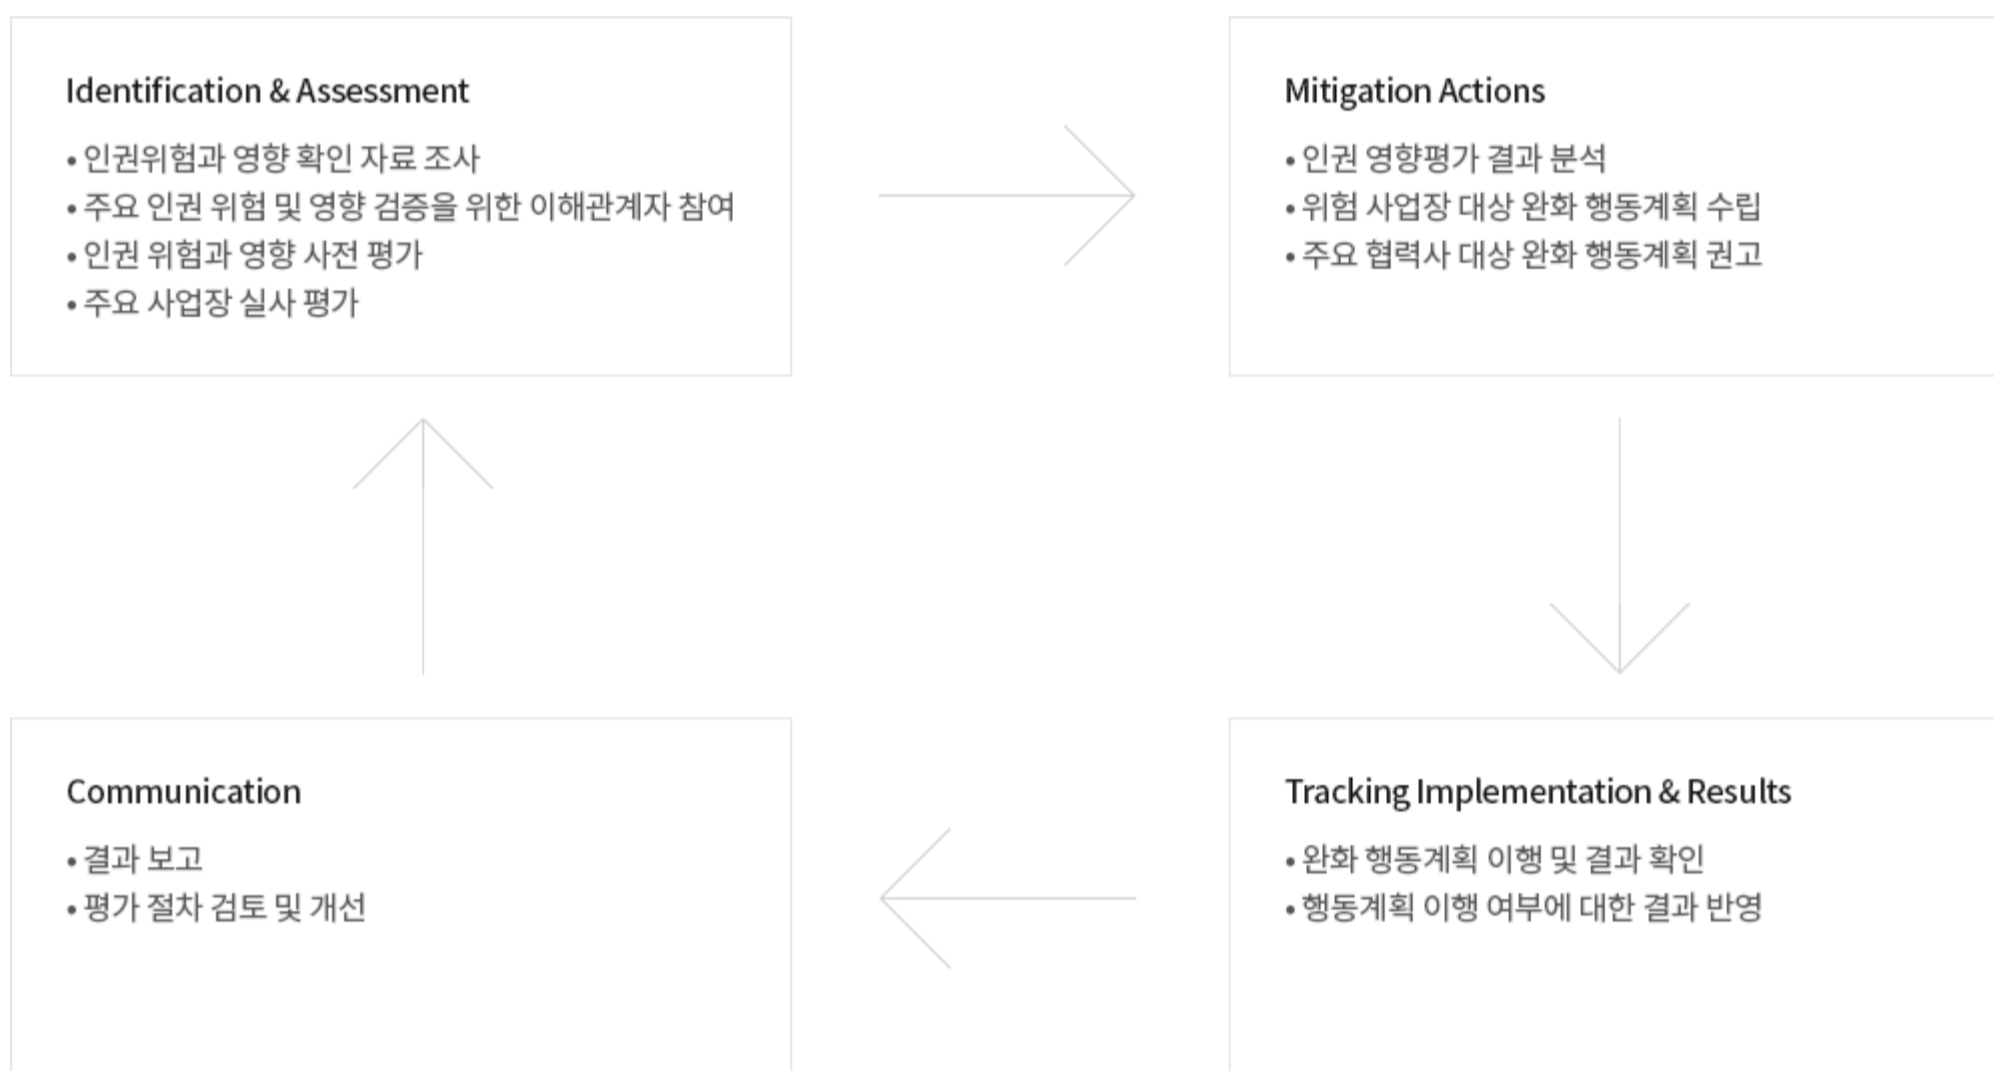 Identification & Assessment
• 인권위험과 영향 확인 자료 조사
• 주요 인권 위험 및 영향 검증을 위한 이해관계자 참여
• 인권 위험과 영향 사전 평가
• 주요 사업장 실사 평가
Mitigation Actions
• 인권 영향평가 결과 분석
• 위험 사업장 대상 완화 행동계획 수립
• 주요 협력사 대상 완화 행동계획 권고
Communication
• 결과 보고
• 평가 절차 검토 및 개선
Tracking Implementation & Results
• 완화 행동계획 이행 및 결과 확인
• 행동계획 이행 여부에 대한 결과 반영